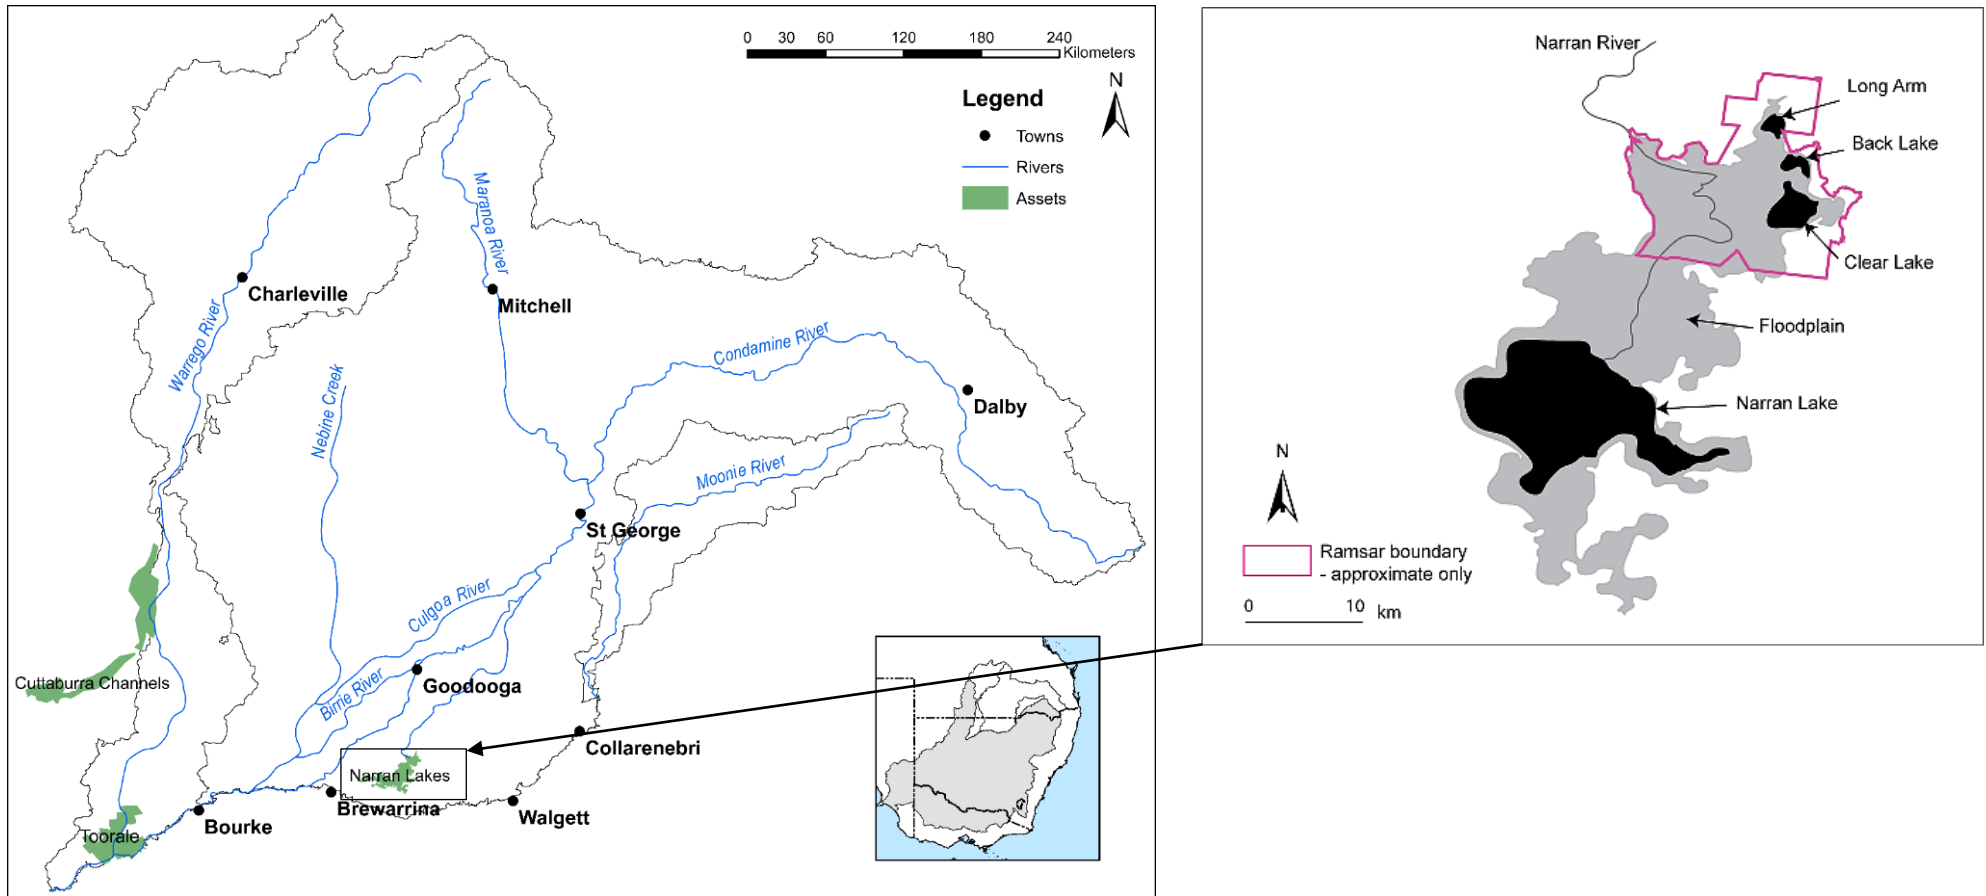 0 30 60 120 180 240
Kilometers
N
Legend
Towns
Rivers
Assets
Maranoa River
Charleville
Mitchell
Warrego River
Condamine River
Nebine Creek
Dalby
Moonie River
St George
Culgoa River
Cuttaburra Channels
Goodooga
Birrie River
Collarenebri
Narran Lakes
Brewarrina
Walgett
Bourke
Toorale
Narran River
Long Arm
Back Lake
Clear Lake
Floodplain
Narran Lake
N
Ramsar boundary
- approximate only
0 10 km